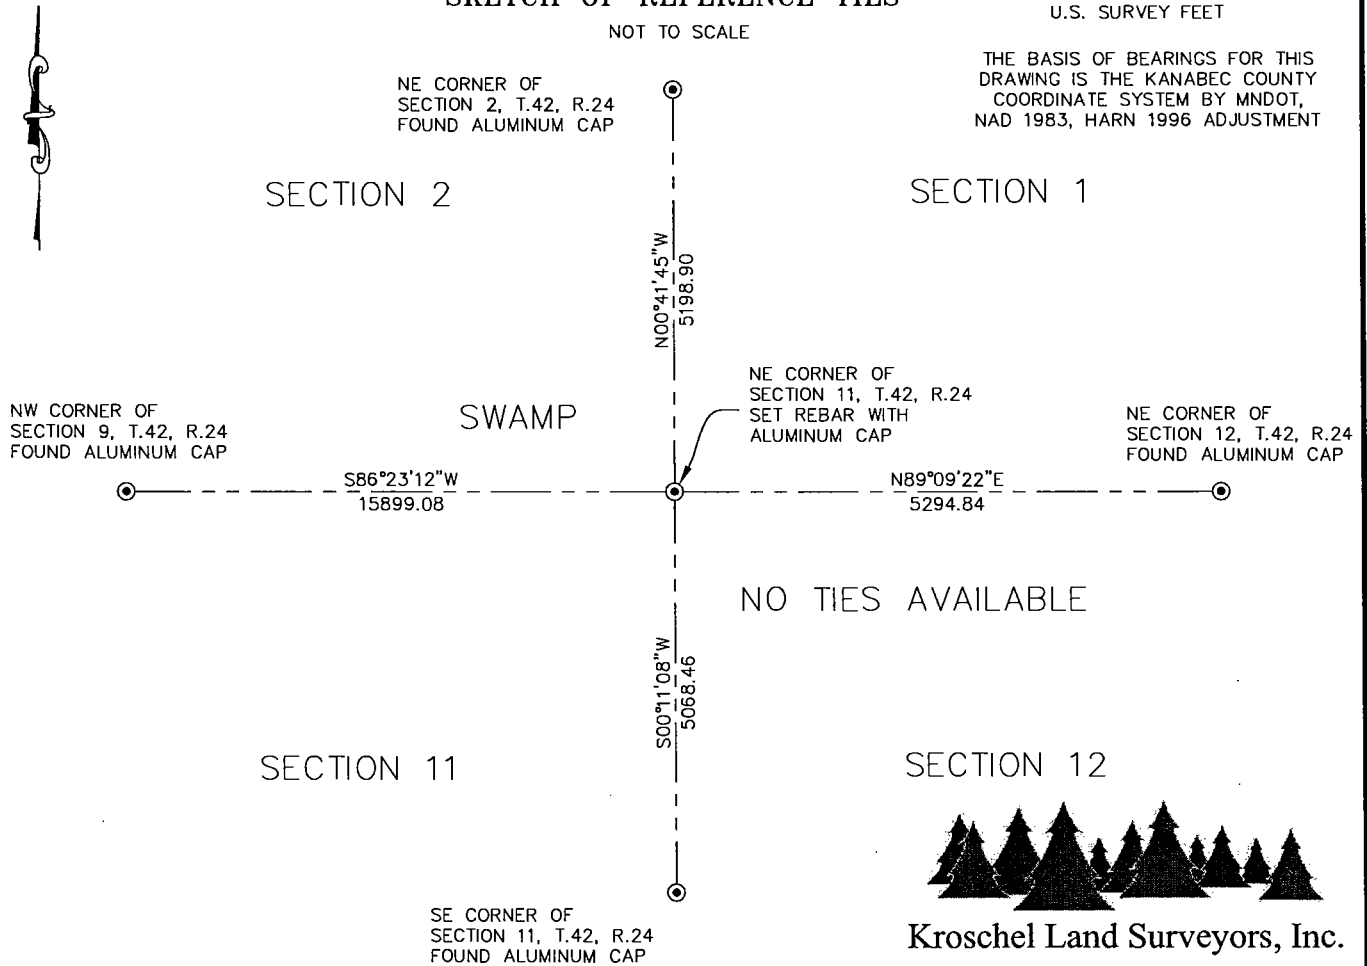 SKETCH OF REFERENCE TIES
NOT TO SCALE
U.S. SURVEY FEET
THE BASIS OF BEARINGS FOR THIS
DRAWING IS THE KANABEC COUNTY
COORDINATE SYSTEM BY MNDOT,
NAD 1983, HARN 1996 ADJUSTMENT
NE CORNER OF
SECTION 2, T.42, R.24
FOUND ALUMINUM CAP
SECTION 2
SECTION 1
N00°41'45"W
5198.90
NW CORNER OF
SECTION 9, T.42, R.24
FOUND ALUMINUM CAP
SWAMP
NE CORNER OF
SECTION 11, T.42, R.24
SET REBAR WITH
ALUMINUM CAP
NE CORNER OF
SECTION 12, T.42, R.24
FOUND ALUMINUM CAP
S86°23'12"W
15899.08
N89°09'22"E
5294.84
NO TIES AVAILABLE
S00°11'08"W
5068.46
SECTION 11
SECTION 12
SE CORNER OF
SECTION 11, T.42, R.24
FOUND ALUMINUM CAP
Kroschel Land Surveyors, Inc.